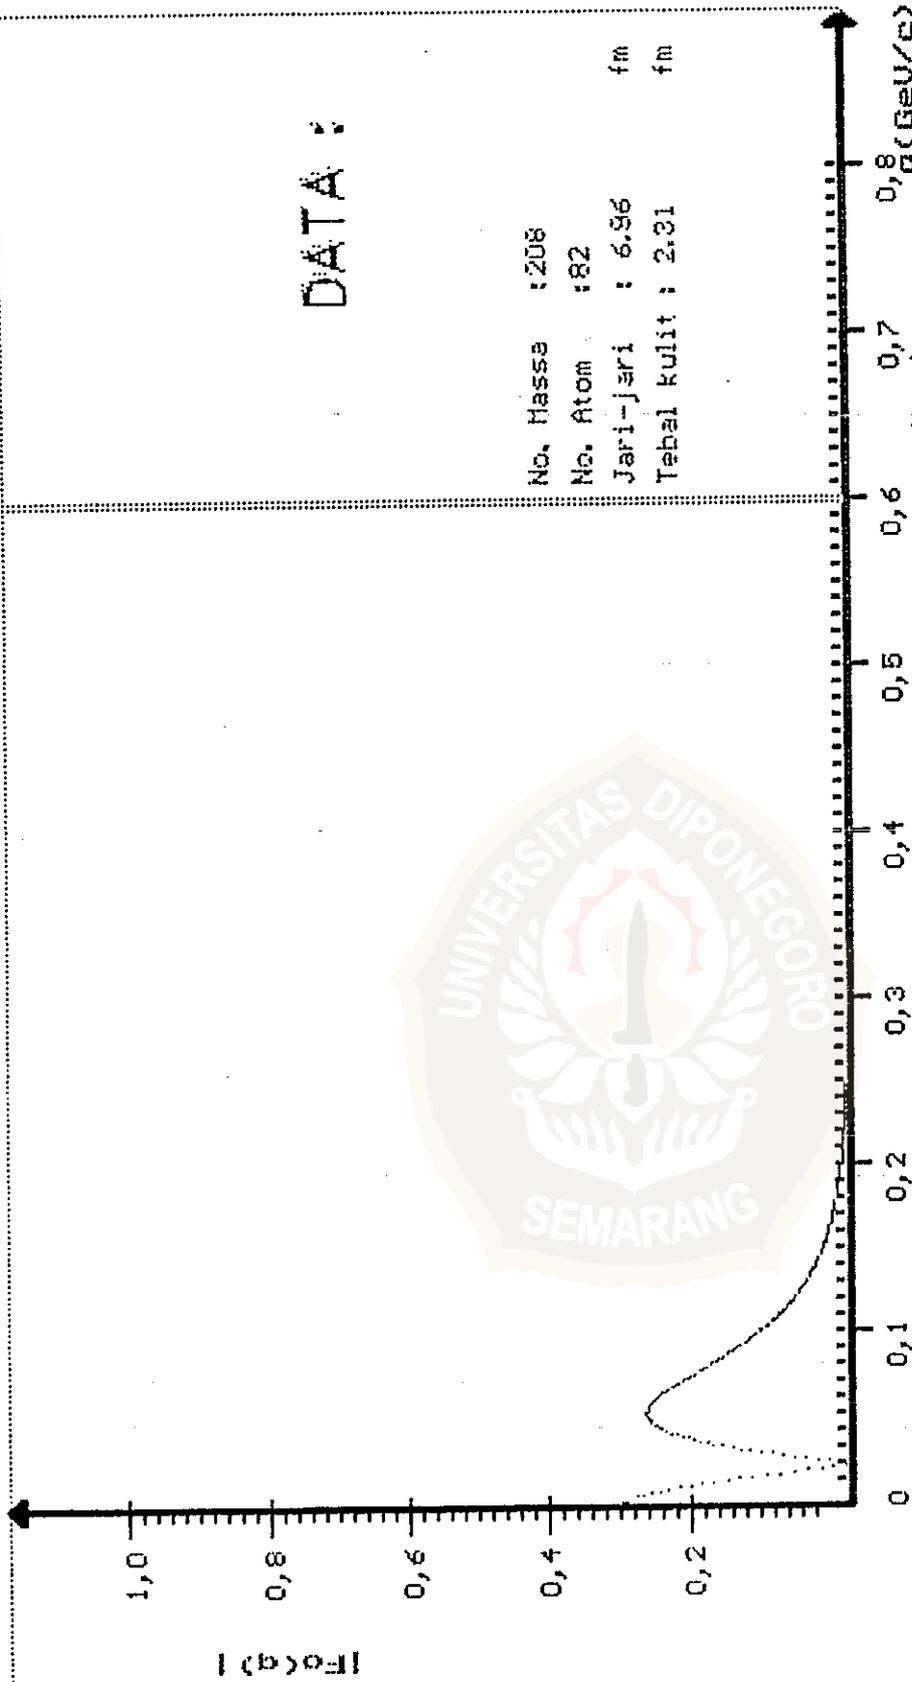 DATA :
No. Massa :208
No. Atom :82
Jari-jari : 6.96 fm
Tebal kulit : 2.31 fm
|Fo(q)|
1,0
0,8
0,6
0,4
0,2
0 0,1 0,2 0,3 0,4 0,5 0,6 0,7 0,8
q(GeV/c)
UNIVERSITAS DIPONEGORO
SEMARANG